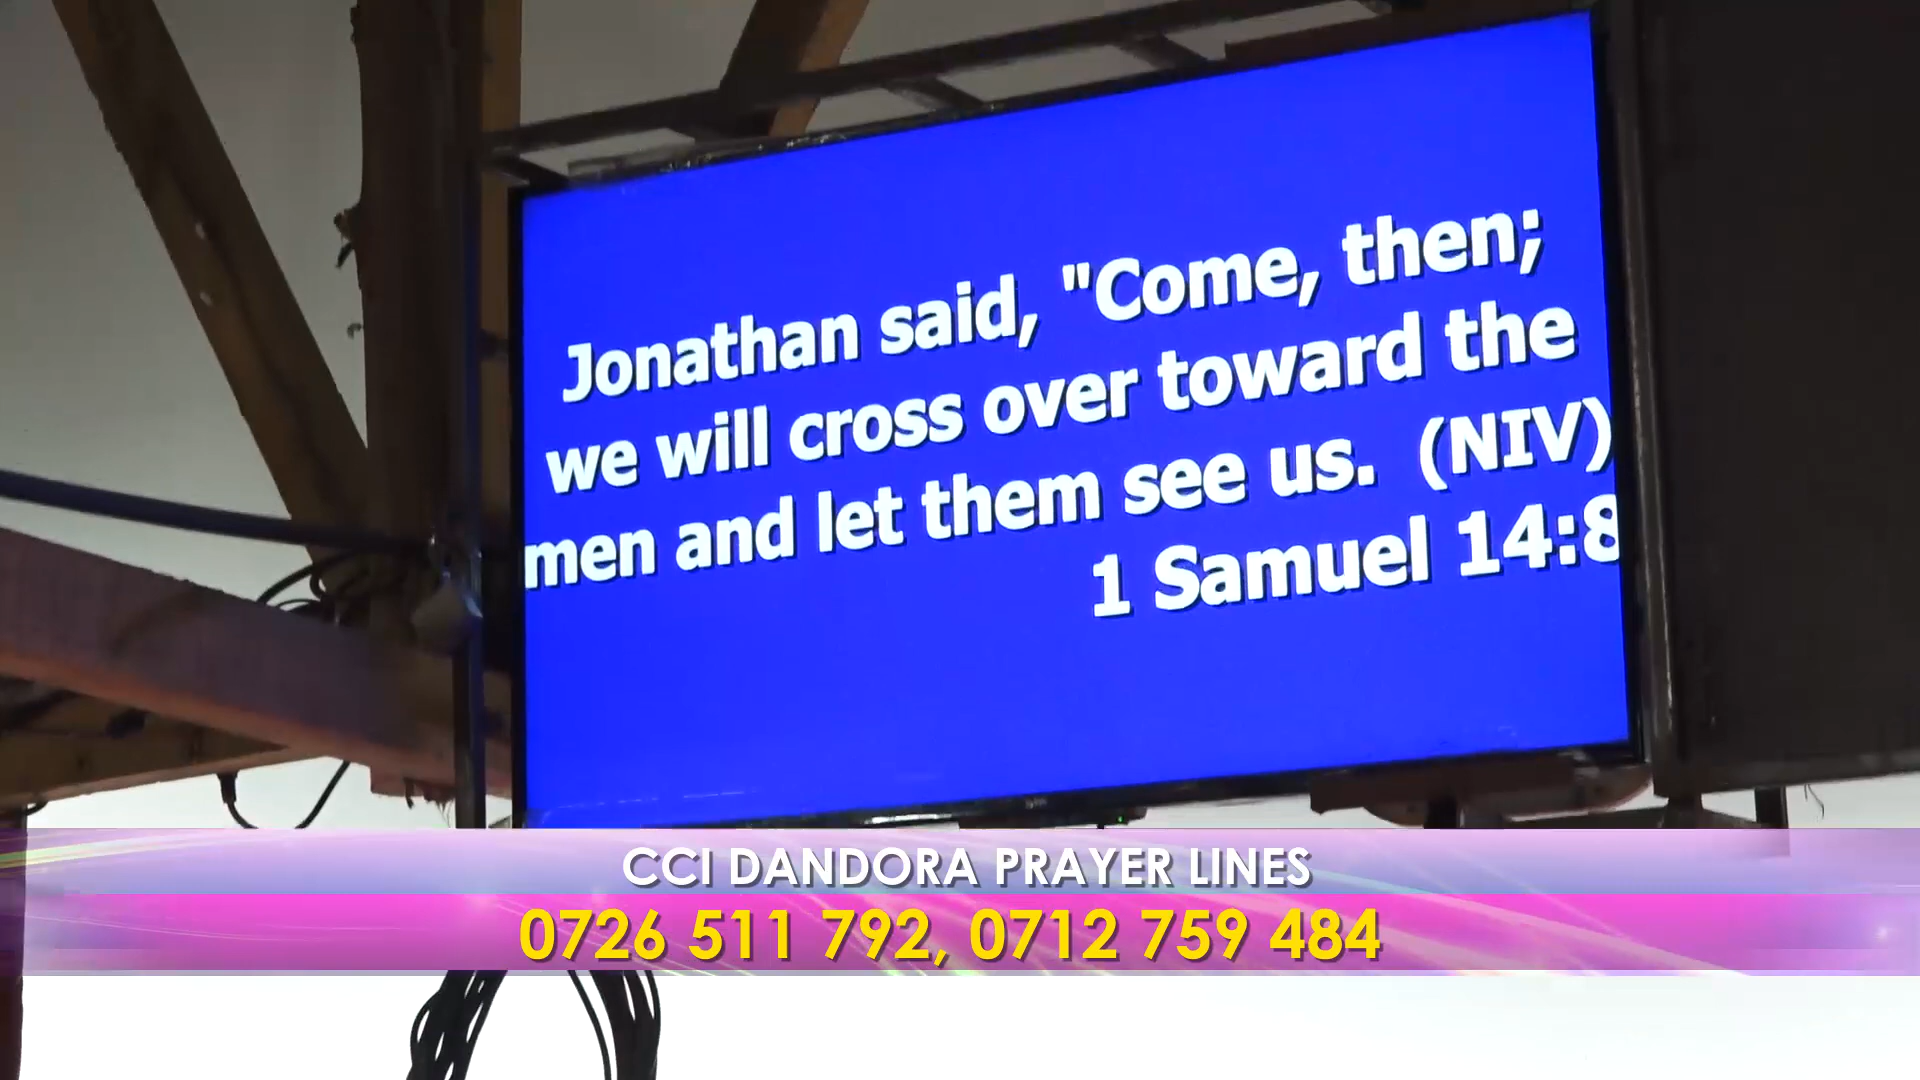 Jonathan said, "Come, then;
we will cross over toward the
men and let them see us. (NIV)
1 Samuel 14:8
CCI DANDORA PRAYER LINES
0726 511 792, 0712 759 484